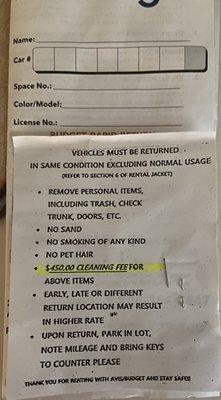 Name:
Car #
Space No.:
Color/Model:
License No.:
BUDGET RAPID RETURN
VEHICLES MUST BE RETURNED
IN SAME CONDITION EXCLUDING NORMAL USAGE
(REFER TO SECTION 6 OF RENTAL JACKET)
• REMOVE PERSONAL ITEMS,
INCLUDING TRASH, CHECK
TRUNK, DOORS, ETC.
• NO SAND
• NO SMOKING OF ANY KIND
• NO PET HAIR
• $450.00 CLEANING FEE FOR
ABOVE ITEMS
• EARLY, LATE OR DIFFERENT
RETURN LOCATION MAY RESULT
IN HIGHER RATE
• UPON RETURN, PARK IN LOT,
NOTE MILEAGE AND BRING KEYS
TO COUNTER PLEASE
THANK YOU FOR RENTING WITH AVIS/BUDGET AND STAY SAFE!!